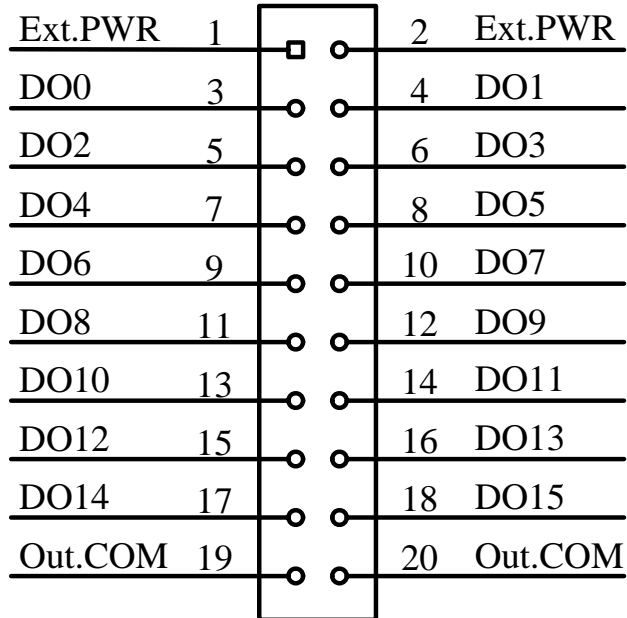 Ext.PWR 1 2 Ext.PWR
DO0 3 4 DO1
DO2 5 6 DO3
DO4 7 8 DO5
DO6 9 10 DO7
DO8 11 12 DO9
DO10 13 14 DO11
DO12 15 16 DO13
DO14 17 18 DO15
Out.COM 19 20 Out.COM